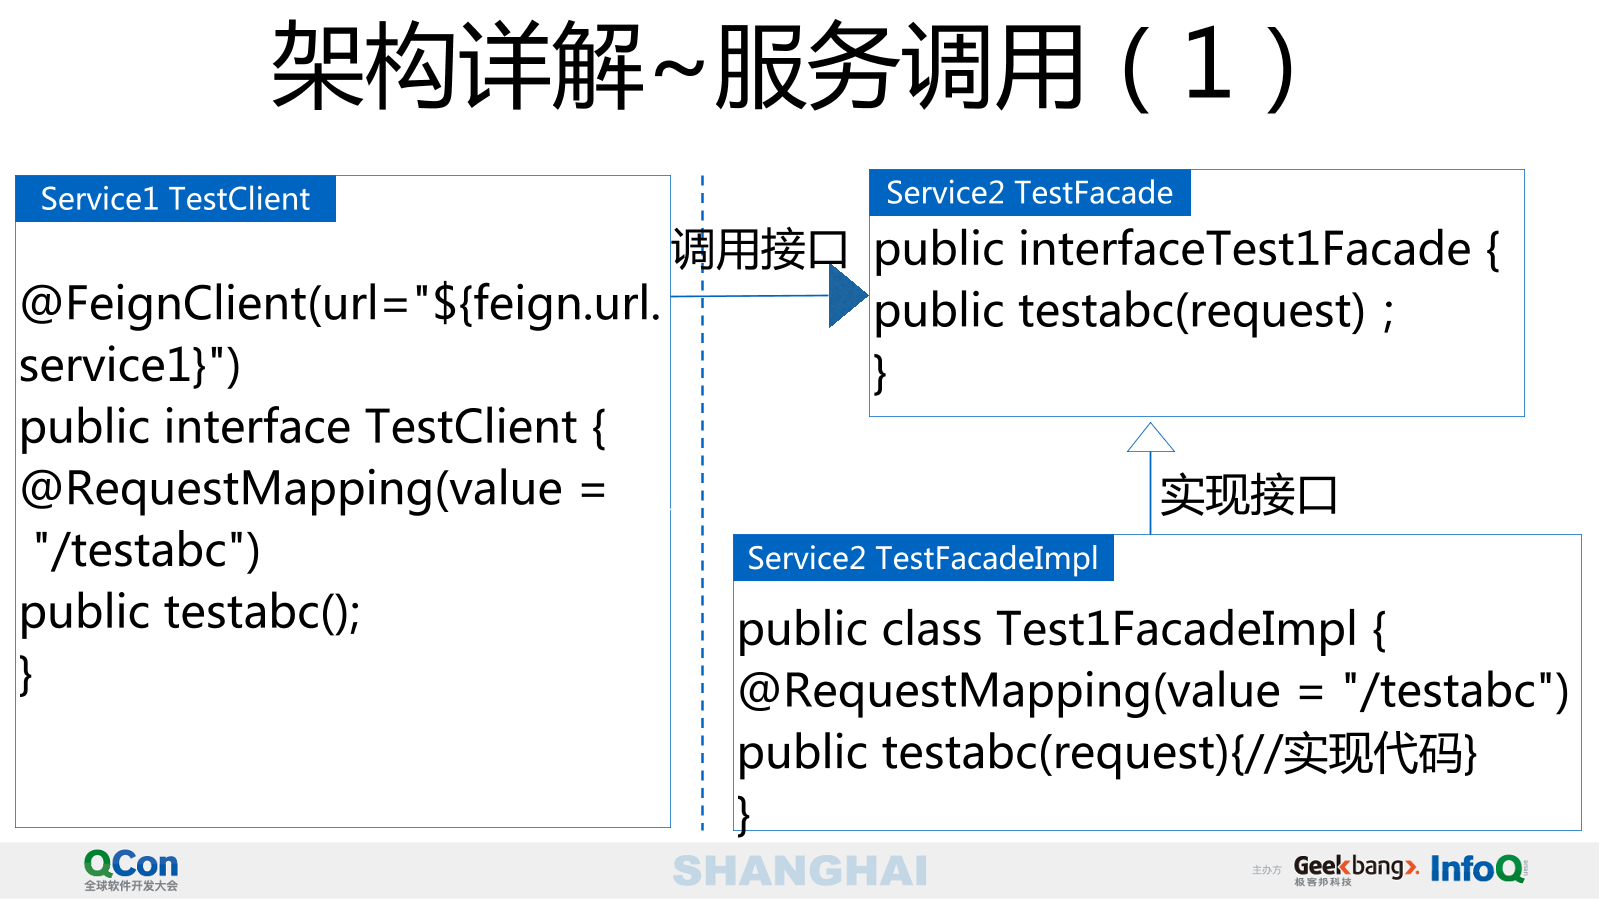 架构详解~服务调用（1）
Service1 TestClient
@FeignClient(url="${feign.url.
service1}")
public interface TestClient {
@RequestMapping(value =
"/testabc")
public testabc();
}
调用接口
Service2 TestFacade
public interfaceTest1Facade {
public testabc(request) ;
}
实现接口
Service2 TestFacadeImpl
public class Test1FacadeImpl {
@RequestMapping(value = "/testabc")
public testabc(request){//实现代码}
}
QCon
全球软件开发大会
SHANGHAI
主办方
Geekbang
极客邦科技
InfoQ